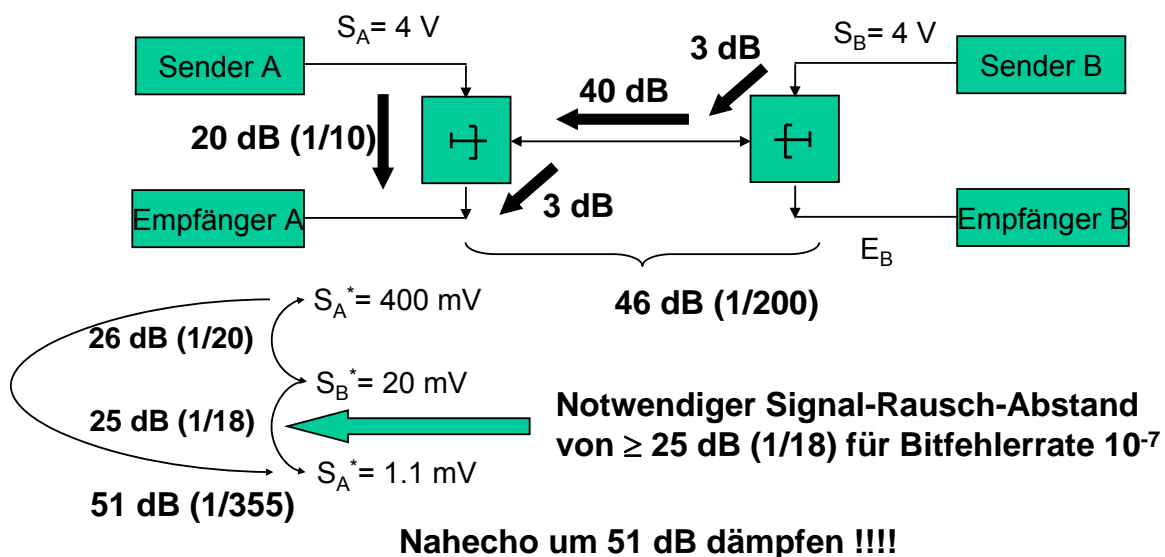 S_A= 4 V
S_B= 4 V
3 dB
Sender A
Sender B
40 dB
20 dB (1/10)
3 dB
Empfänger A
Empfänger B
E_B
46 dB (1/200)
S_A^*= 400 mV
26 dB (1/20)
S_B^*= 20 mV
25 dB (1/18)
Notwendiger Signal-Rausch-Abstand
von ≥ 25 dB (1/18) für Bitfehlerrate 10^-7
S_A^*= 1.1 mV
51 dB (1/355)
Nahecho um 51 dB dämpfen !!!!